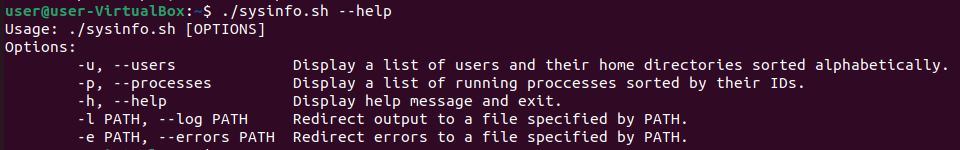 user@user-VirtualBox:~$ ./sysinfo.sh --help
Usage: ./sysinfo.sh [OPTIONS]
Options:
-u, --users Display a list of users and their home directories sorted alphabetically.
-p, --processes Display a list of running proccesses sorted by their IDs.
-h, --help Display help message and exit.
-l PATH, --log PATH Redirect output to a file specified by PATH.
-e PATH, --errors PATH Redirect errors to a file specified by PATH.